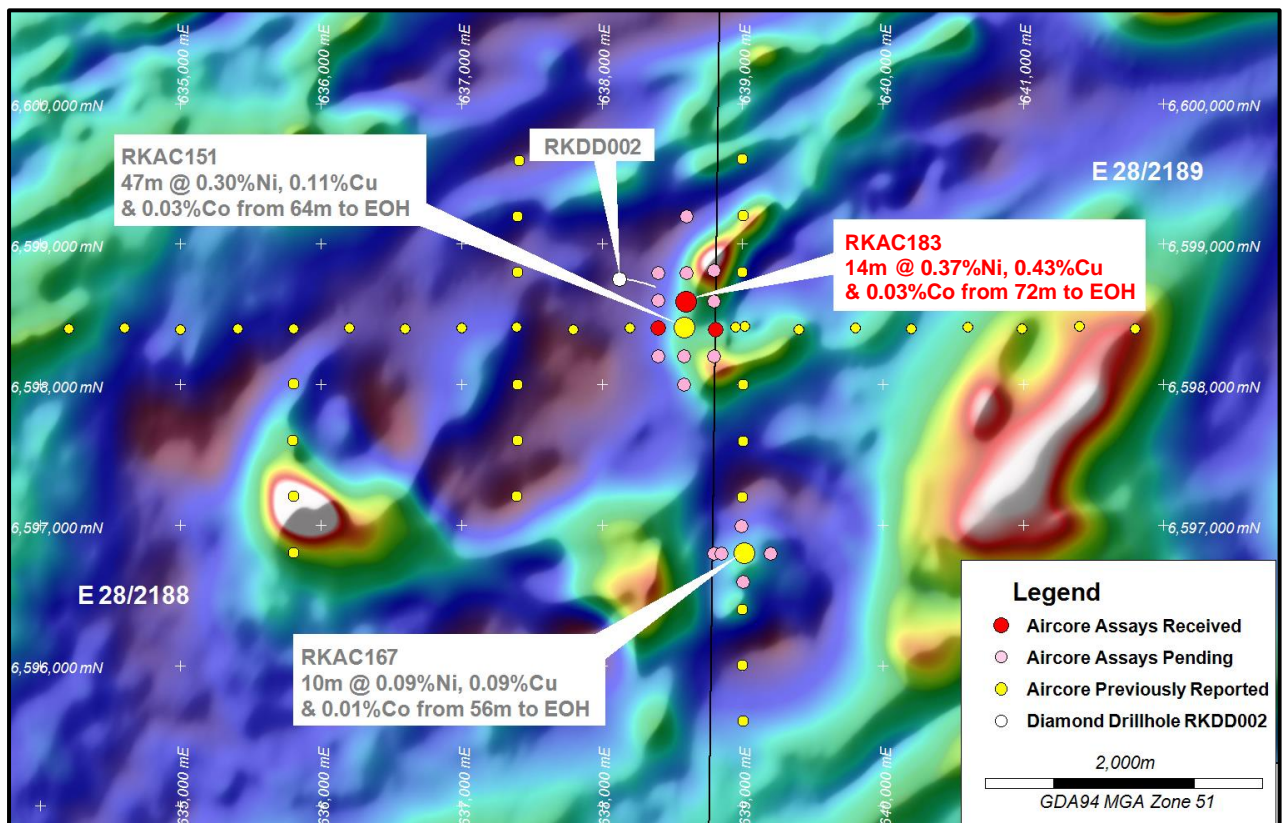 635,000 mE
636,000 mE
637,000 mE
638,000 mE
639,000 mE
640,000 mE
641,000 mE
6,600,000 mN
6,600,000 mN
RKAC151
47m @ 0.30%Ni, 0.11%Cu
& 0.03%Co from 64m to EOH
RKDD002
E 28/2189
6,599,000 mN
6,599,000 mN
RKAC183
14m @ 0.37%Ni, 0.43%Cu
& 0.03%Co from 72m to EOH
6,598,000 mN
6,598,000 mN
6,597,000 mN
6,597,000 mN
E 28/2188
RKAC167
10m @ 0.09%Ni, 0.09%Cu
& 0.01%Co from 56m to EOH
6,596,000 mN
Legend
Aircore Assays Received
Aircore Assays Pending
Aircore Previously Reported
Diamond Drillhole RKDD002
2,000m
GDA94 MGA Zone 51
635,000 mE
636,000 mE
637,000 mE
638,000 mE
639,000 mE
640,000 mE